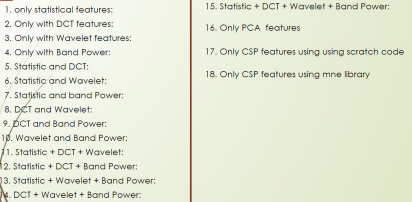 1. only statistical features:
2. Only with DCT features:
3. Only with Wavelet features:
4. Only with Band Power:
5. Statistic and DCT:
6. Statistic and Wavelet:
7. Statistic and band Power:
8. DCT and Wavelet:
9. DCT and Band Power:
10. Wavelet and Band Power:
11. Statistic + DCT + Wavelet:
12. Statistic + DCT + Band Power:
13. Statistic + Wavelet + Band Power:
14. DCT + Wavelet + Band Power:
15. Statistic + DCT + Wavelet + Band Power:
16. Only PCA features
17. Only CSP features using using scratch code
18. Only CSP features using mne library